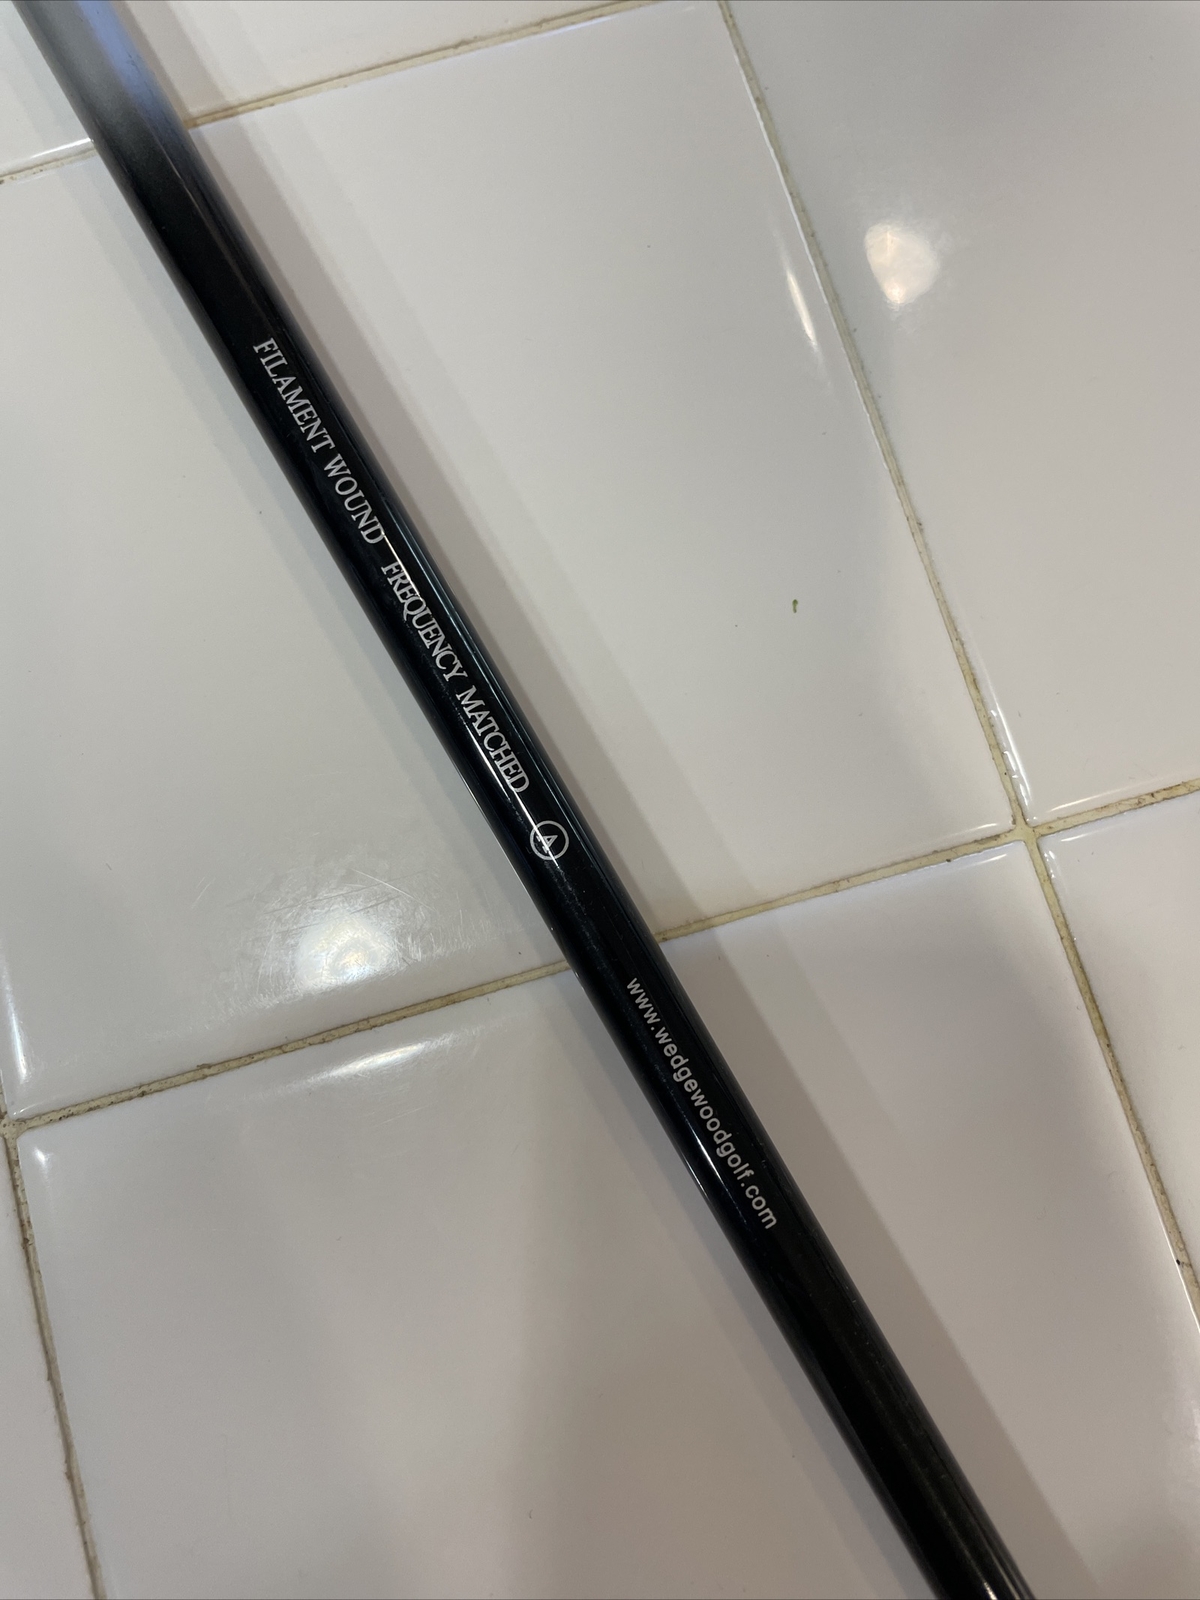 FILAMENT WOUND FREQUENCY MATCHED A
www.wedgewoodgolf.com